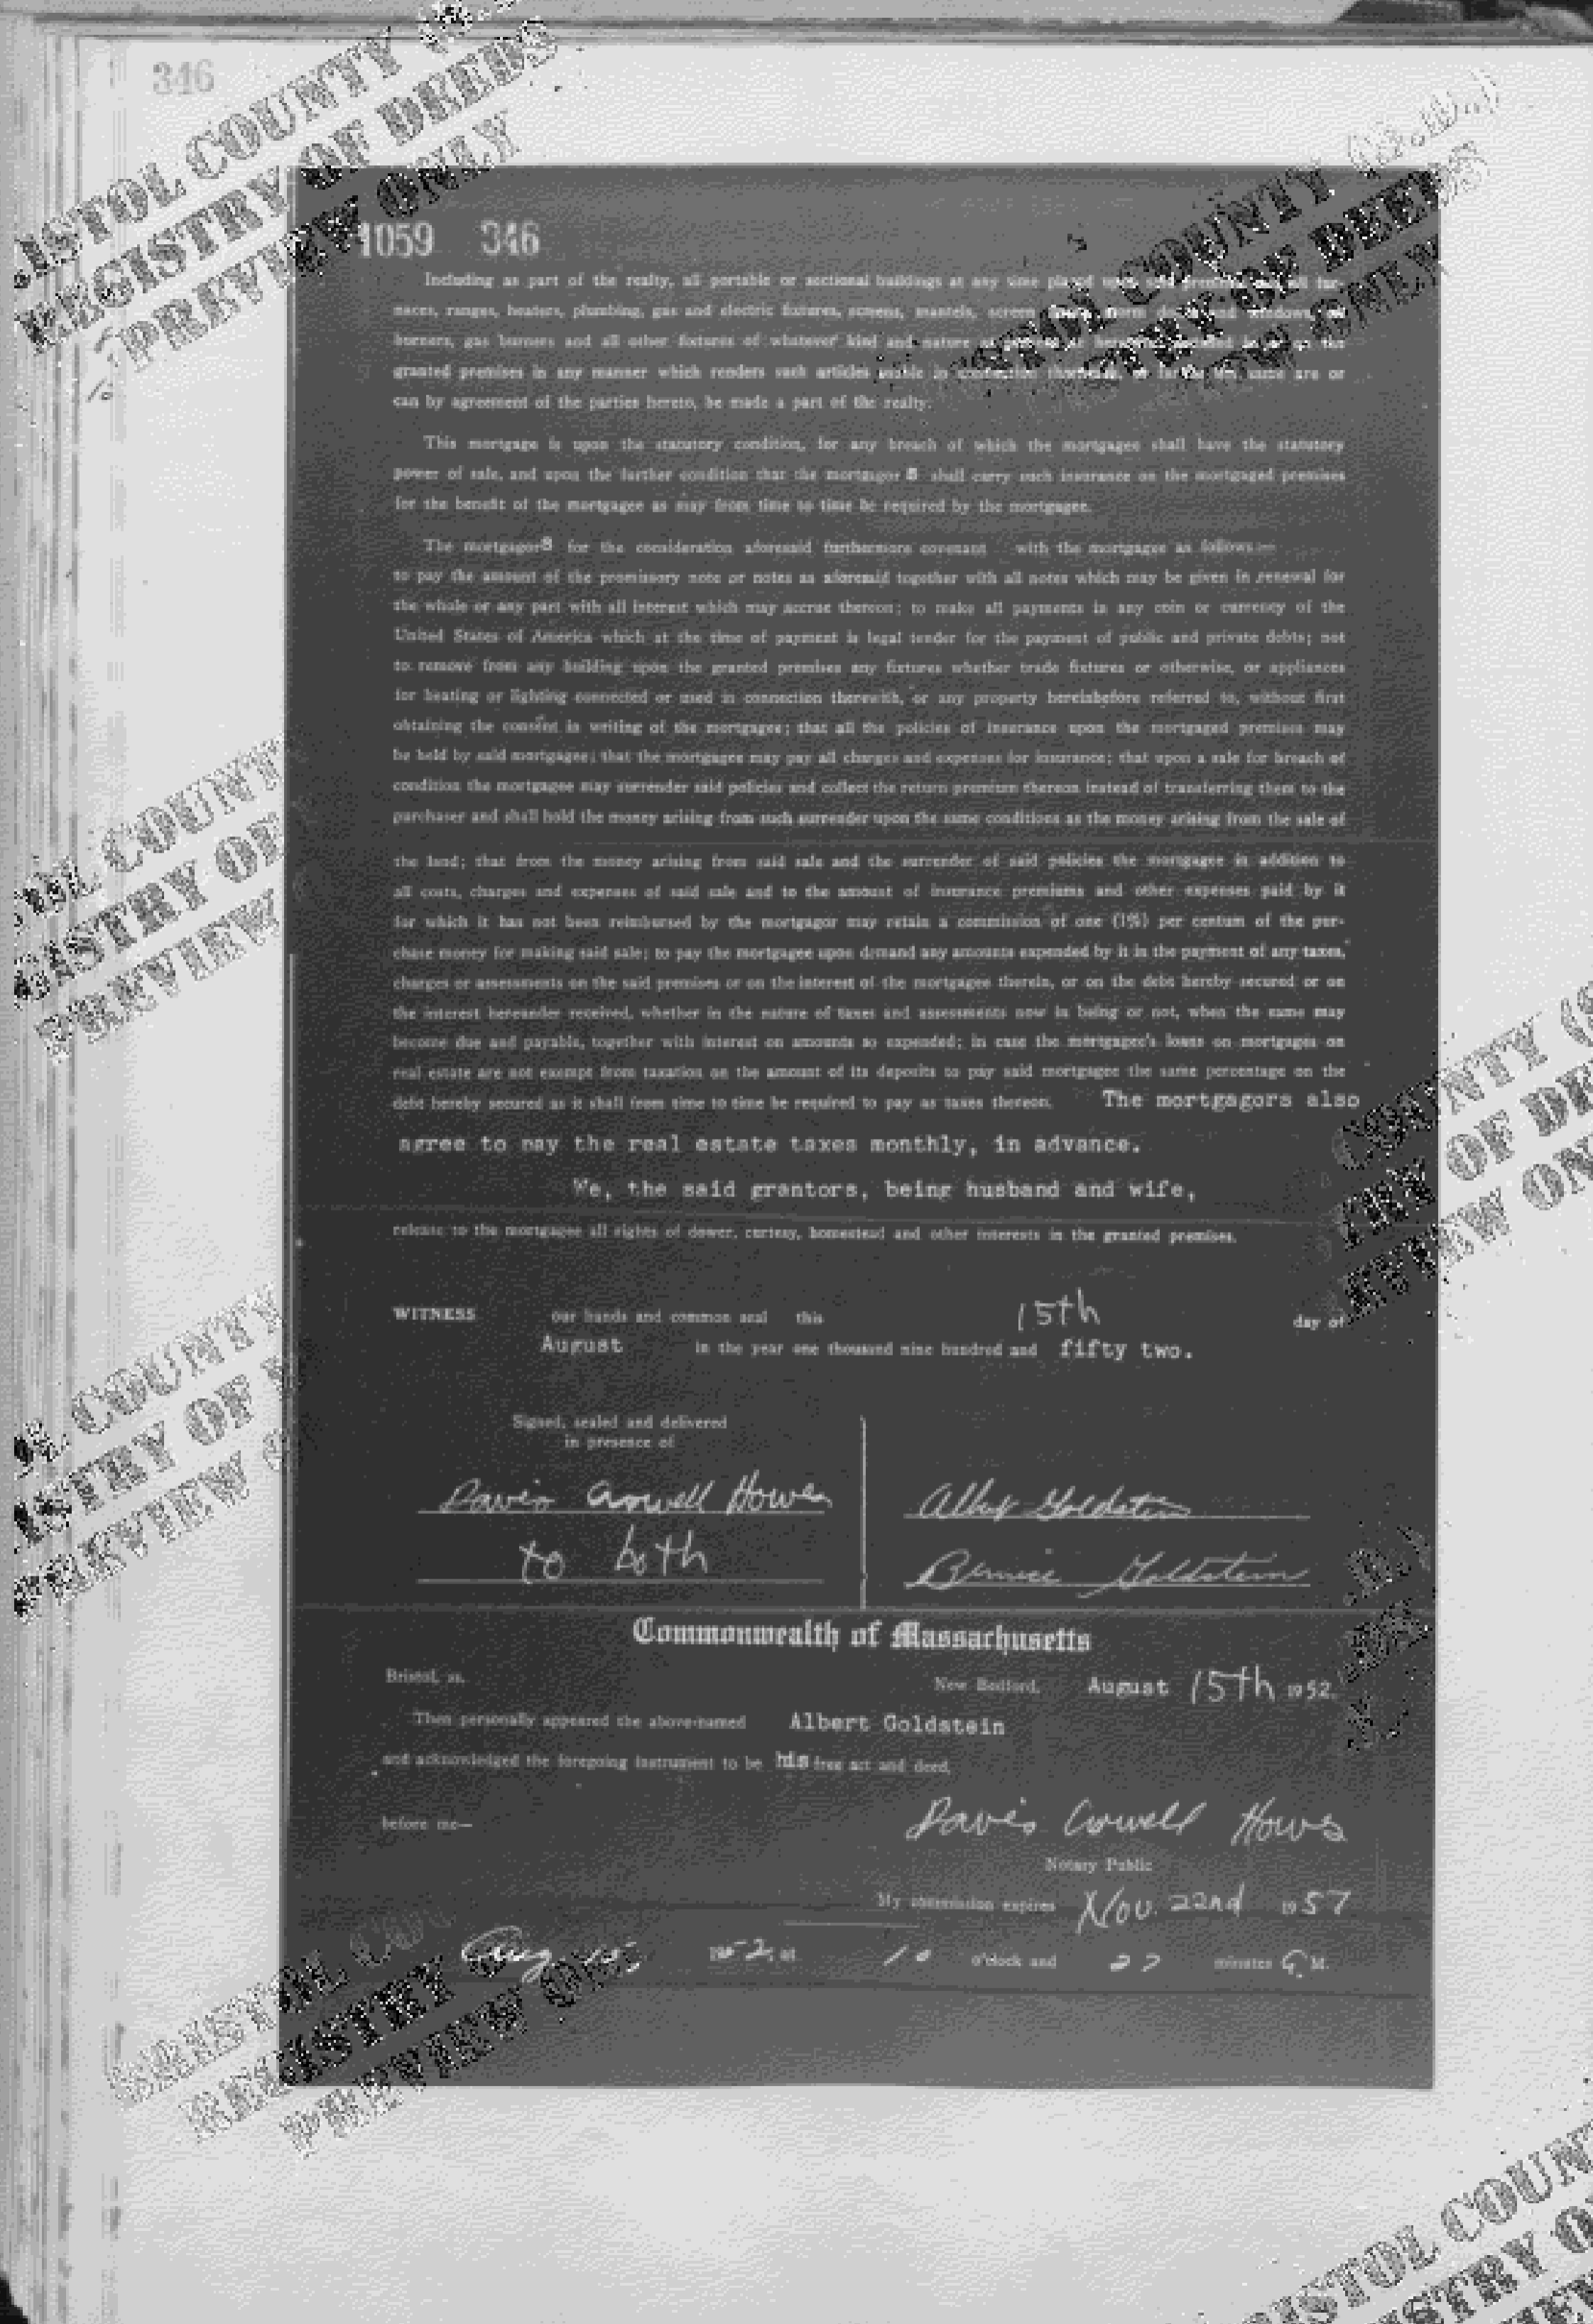 346
BRISTOL COUNTY (S.D.)
REGISTRY OF DEEDS
PREVIEW ONLY
1059 346
Including as part of the realty, all portable or sectional buildings at any time placed upon said premises and all fur-
naces, ranges, heaters, plumbing, gas and electric fixtures, screens, mantels, screen doors, storm doors and windows, oil
burners, gas burners and all other fixtures of whatever kind and nature
granted premises in any manner which renders such articles usable in connection therewith, so far as the same are or
can by agreement of the parties hereto, be made a part of the realty.
This mortgage is upon the statutory condition, for any breach of which the mortgagee shall have the statutory
power of sale, and upon the further condition that the mortgagor s shall carry such insurance on the mortgaged premises
for the benefit of the mortgagee as may from time to time be required by the mortgagee.
The mortgagors for the consideration aforesaid furthermore covenant with the mortgagee as follows:—
to pay the amount of the promissory note or notes as aforesaid together with all notes which may be given in renewal for
the whole or any part with all interest which may accrue thereon; to make all payments in any coin or currency of the
United States of America which at the time of payment is legal tender for the payment of public and private debts; not
to remove from any building upon the granted premises any fixtures whether trade fixtures or otherwise, or appliances
for heating or lighting connected or used in connection therewith, or any property hereinbefore referred to, without first
obtaining the consent in writing of the mortgagee; that all the policies of insurance upon the mortgaged premises may
be held by said mortgagee; that the mortgagee may pay all charges and expenses for insurance; that upon a sale for breach of
condition the mortgagee may surrender said policies and collect the return premium thereon instead of transferring them to the
purchaser and shall hold the money arising from such surrender upon the same conditions as the money arising from the sale of
the land; that from the money arising from said sale and the surrender of said policies the mortgagee in addition to
all costs, charges and expenses of said sale and to the amount of insurance premiums and other expenses paid by it
for which it has not been reimbursed by the mortgagor may retain a commission of one (1%) per centum of the pur-
chase money for making said sale; to pay the mortgagee upon demand any amounts expended by it in the payment of any taxes,
charges or assessments on the said premises or on the interest of the mortgagee therein, or on the debt hereby secured or on
the interest hereunder received, whether in the nature of taxes and assessments now in being or not, when the same may
become due and payable, together with interest on amounts so expended; in case the mortgagee's loans on mortgages on
real estate are not exempt from taxation on the amount of its deposits to pay said mortgagee the same percentage on the
debt hereby secured as it shall from time to time be required to pay as taxes thereon. The mortgagors also
agree to pay the real estate taxes monthly, in advance.
We, the said grantors, being husband and wife,
release to the mortgagee all rights of dower, curtesy, homestead and other interests in the granted premises.
WITNESS our hands and common seal this 15th day of
August in the year one thousand nine hundred and fifty two.
Signed, sealed and delivered
in presence of
Davis Crowell Howes Albert Goldstein
to both Bernice Goldstein
Commonwealth of Massachusetts
Bristol, ss. New Bedford, August 15th 1952.
Then personally appeared the above-named Albert Goldstein
and acknowledged the foregoing instrument to be his free act and deed,
before me— Davis Crowell Howes
Notary Public
My commission expires Nov. 22nd 1957
Aug 15 1952, at 10 o'clock and minutes A. M.
BRISTOL COUNTY
REGISTRY OF DEEDS
PREVIEW ONLY